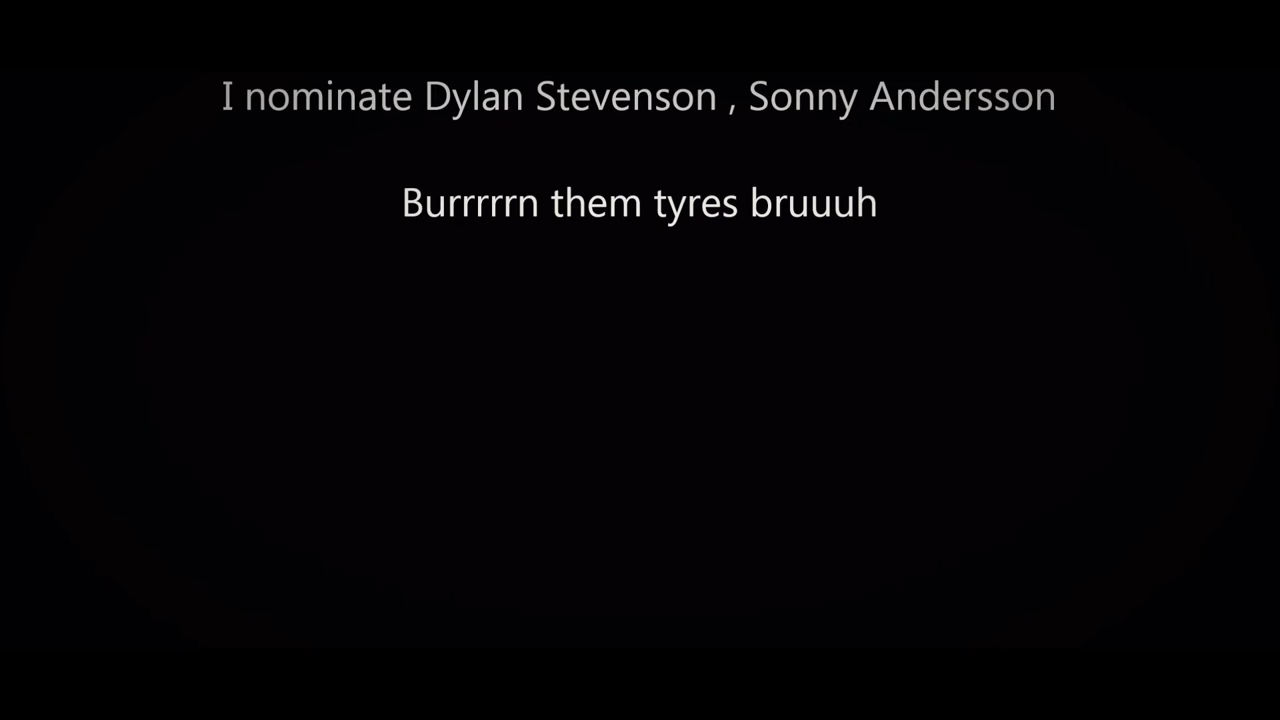 I nominate Dylan Stevenson , Sonny Andersson
Burrrrrn them tyres bruuuh